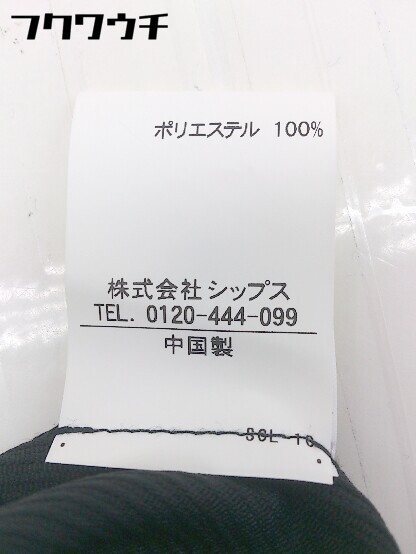 フクワウチ
ポリエステル 100%
株式会社 シップス
TEL. 0120-444-099
中国製